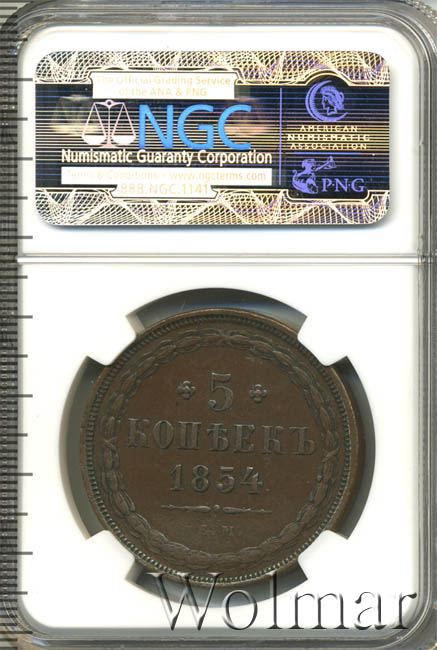 The Official Grading Service
of the ANA & PNG
NGC
Numismatic Guaranty Corporation
Terms & Conditions • www.ngcterms.com
888.NGC.1141
AMERICAN
NUMISMATIC
ASSOCIATION
PNG
5
КОПѢЕКЪ
1854
Wolmar